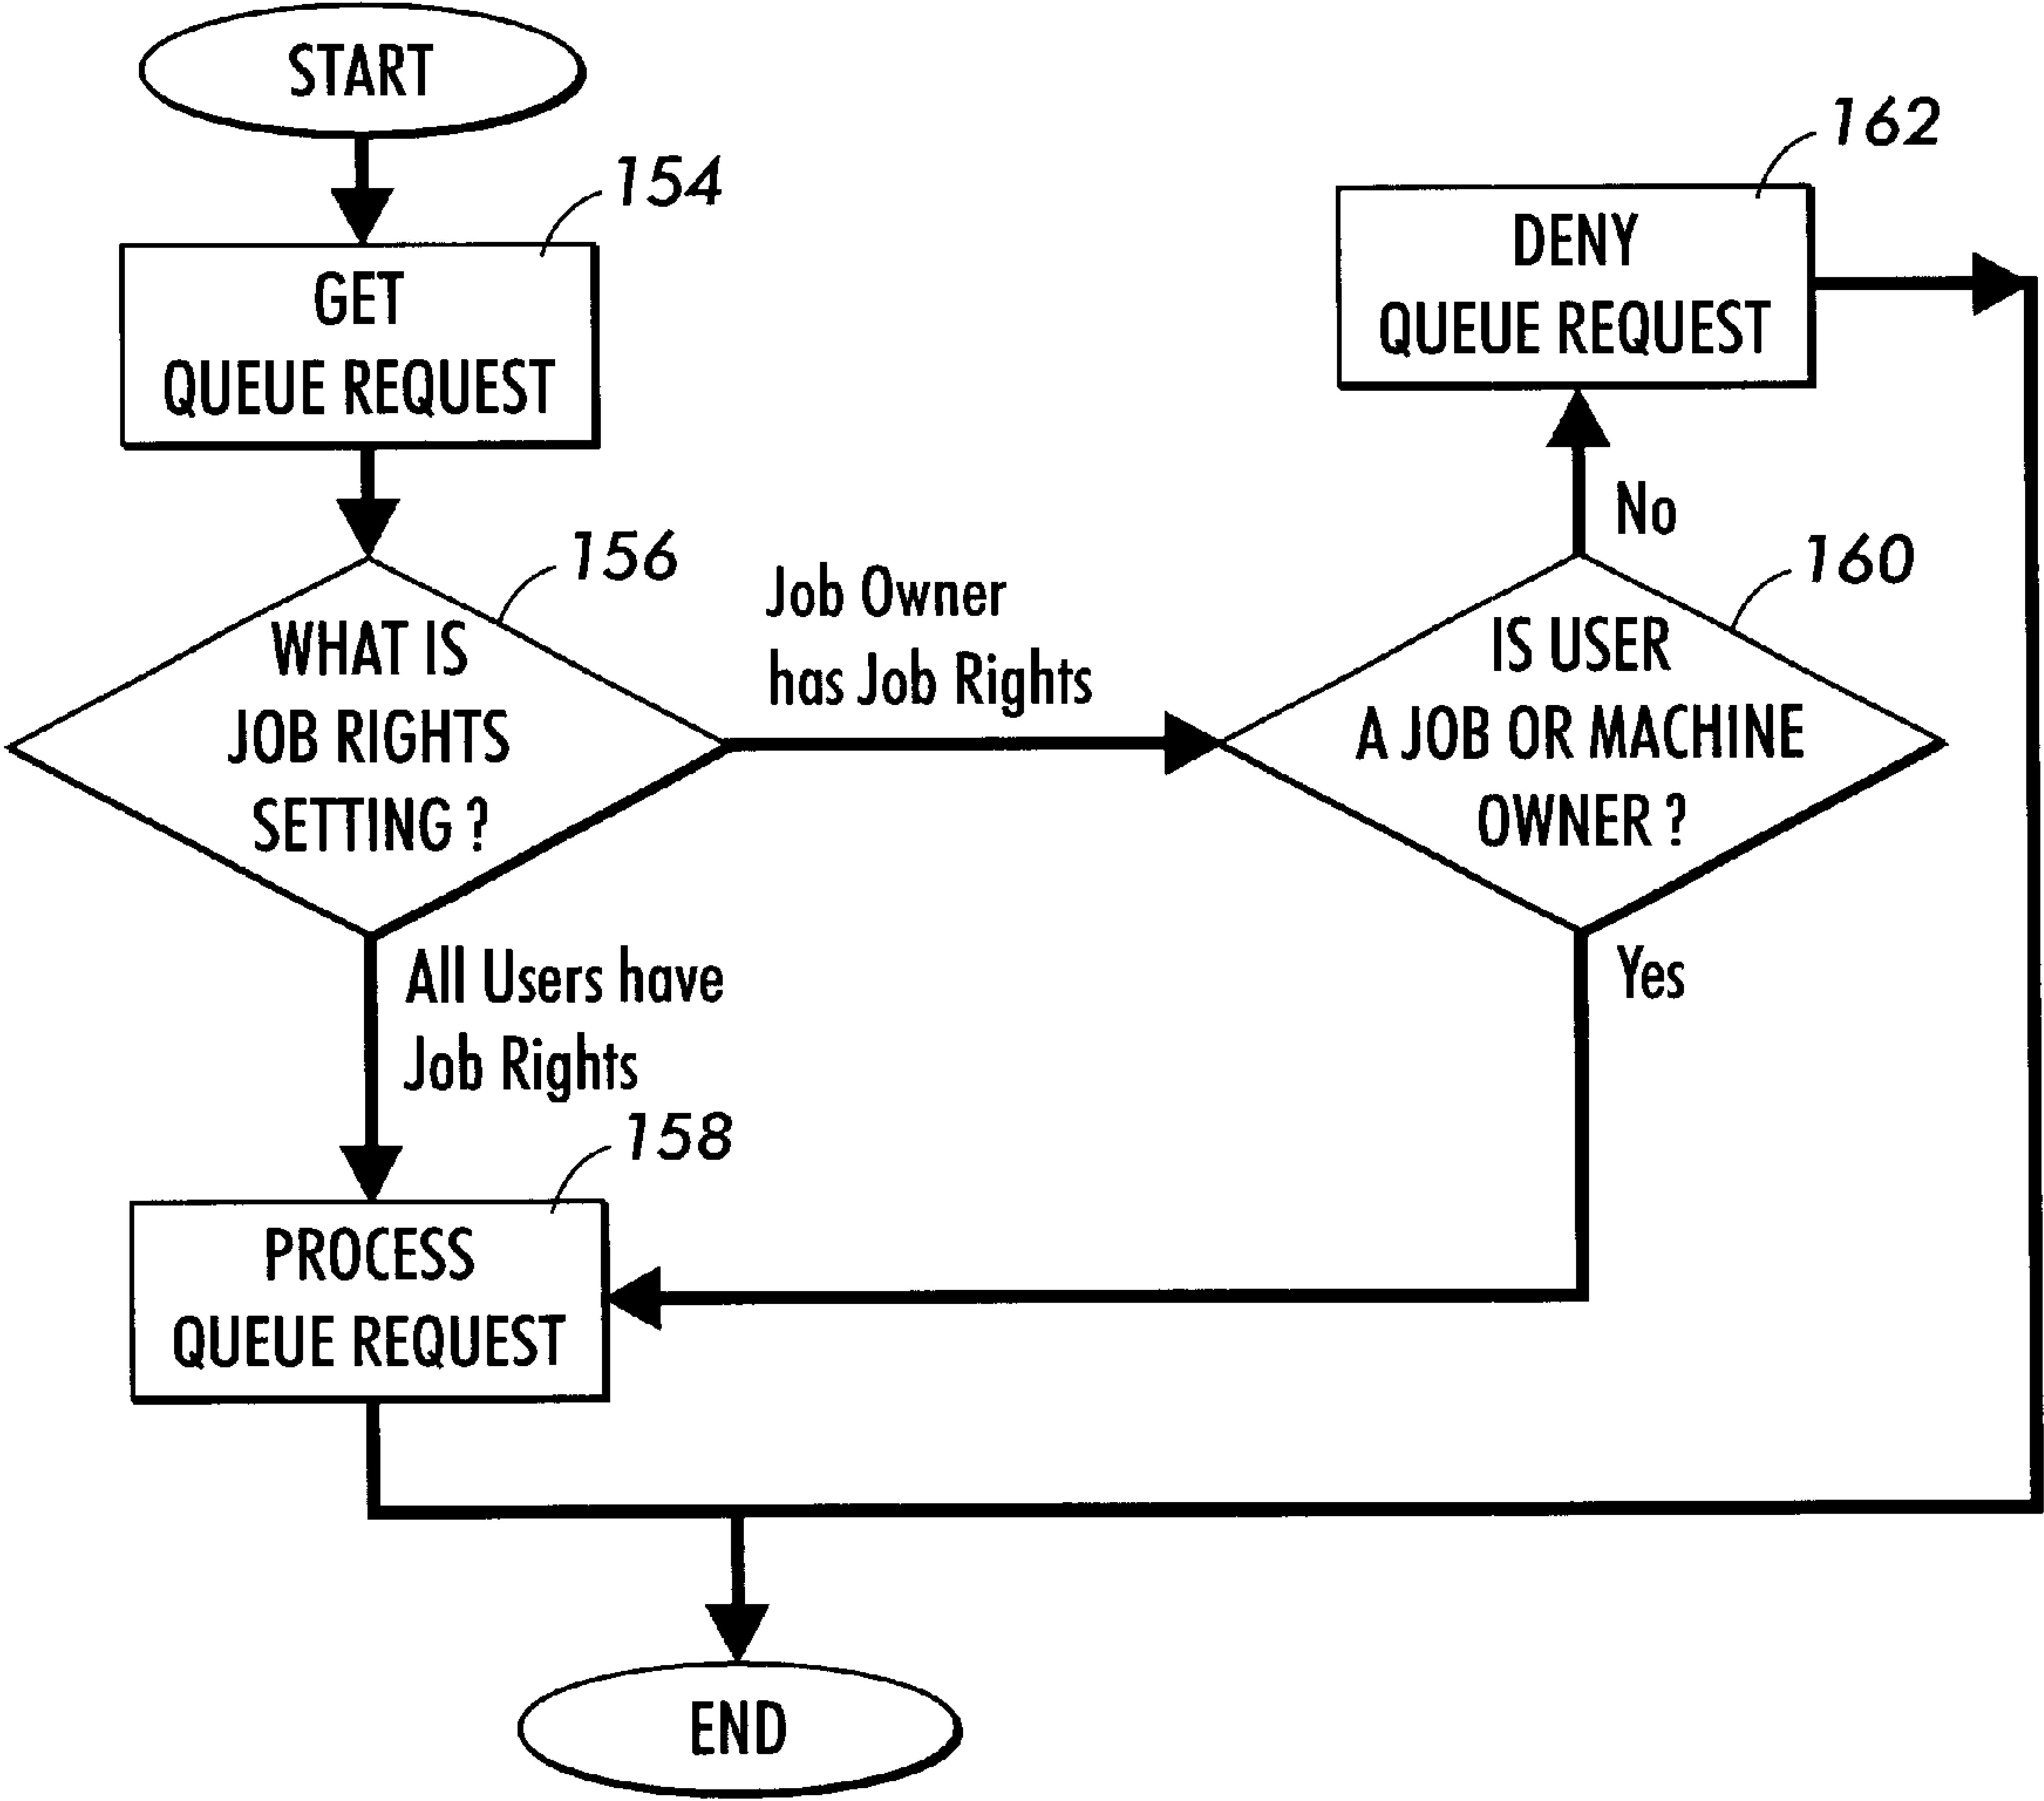 START
154
GET
QUEUE REQUEST
156
WHAT IS
JOB RIGHTS
SETTING ?
Job Owner
has Job Rights
162
DENY
QUEUE REQUEST
No
160
IS USER
A JOB OR MACHINE
OWNER ?
Yes
All Users have
Job Rights
158
PROCESS
QUEUE REQUEST
END